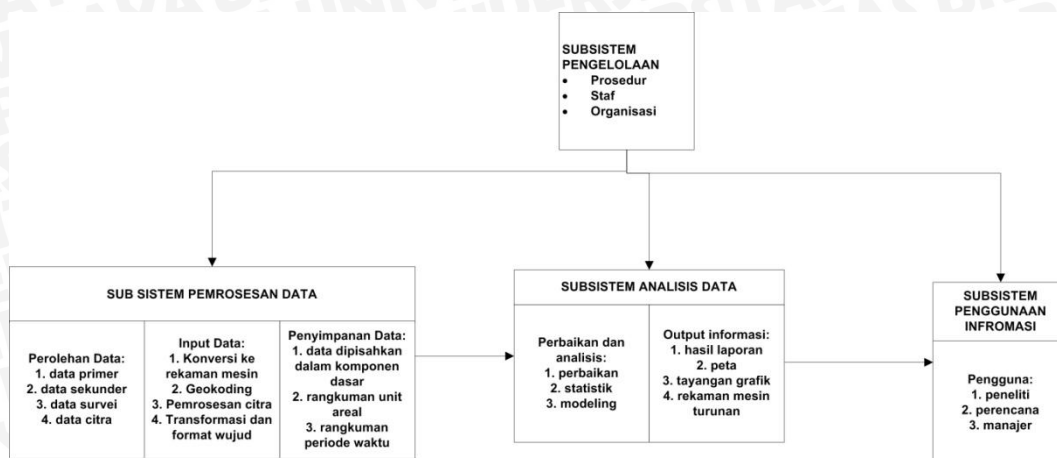 SUBSISTEM
PENGELOLAAN
• Prosedur
• Staf
• Organisasi
SUB SISTEM PEMROSESAN DATA
Perolehan Data:
1. data primer
2. data sekunder
3. data survei
4. data citra
Input Data:
1. Konversi ke
rekaman mesin
2. Geokoding
3. Pemrosesan citra
4. Transformasi dan
format wujud
Penyimpanan Data:
1. data dipisahkan
dalam komponen
dasar
2. rangkuman unit
areal
3. rangkuman
periode waktu
SUBSISTEM ANALISIS DATA
Perbaikan dan
analisis:
1. perbaikan
2. statistik
3. modeling
Output informasi:
1. hasil laporan
2. peta
3. tayangan grafik
4. rekaman mesin
turunan
SUBSISTEM
PENGGUNAAN
INFROMASI
Pengguna:
1. peneliti
2. perencana
3. manajer